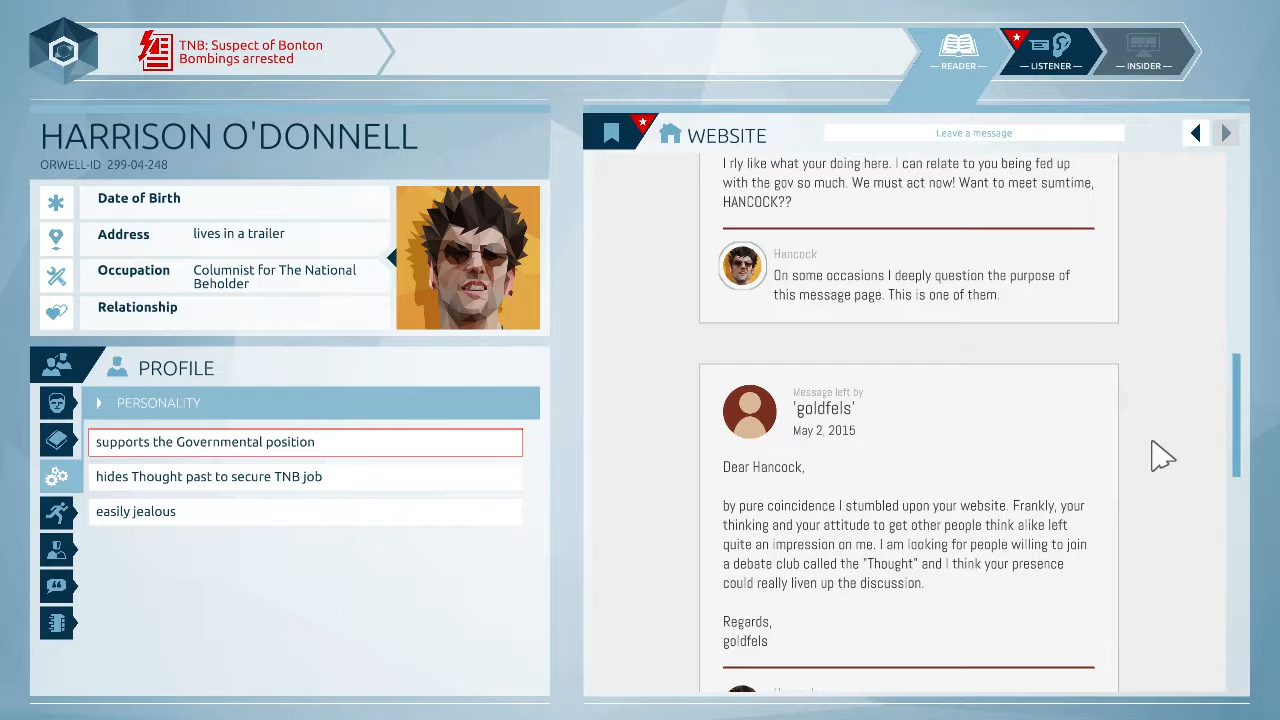 TNB: Suspect of Bonton
Bombings arrested
— READER —
— LISTENER —
— INSIDER —
HARRISON O'DONNELL
ORWELL-ID 299-04-248
Date of Birth
Address lives in a trailer
Occupation Columnist for The National
Beholder
Relationship
PROFILE
PERSONALITY
supports the Governmental position
hides Thought past to secure TNB job
easily jealous
WEBSITE
Leave a message
I rly like what your doing here. I can relate to you being fed up
with the gov so much. We must act now! Want to meet sumtime,
HANCOCK??
Hancock
On some occasions I deeply question the purpose of
this message page. This is one of them.
Message left by
'goldfels'
May 2, 2015
Dear Hancock,
by pure coincidence I stumbled upon your website. Frankly, your
thinking and your attitude to get other people think alike left
quite an impression on me. I am looking for people willing to join
a debate club called the "Thought" and I think your presence
could really liven up the discussion.
Regards,
goldfels